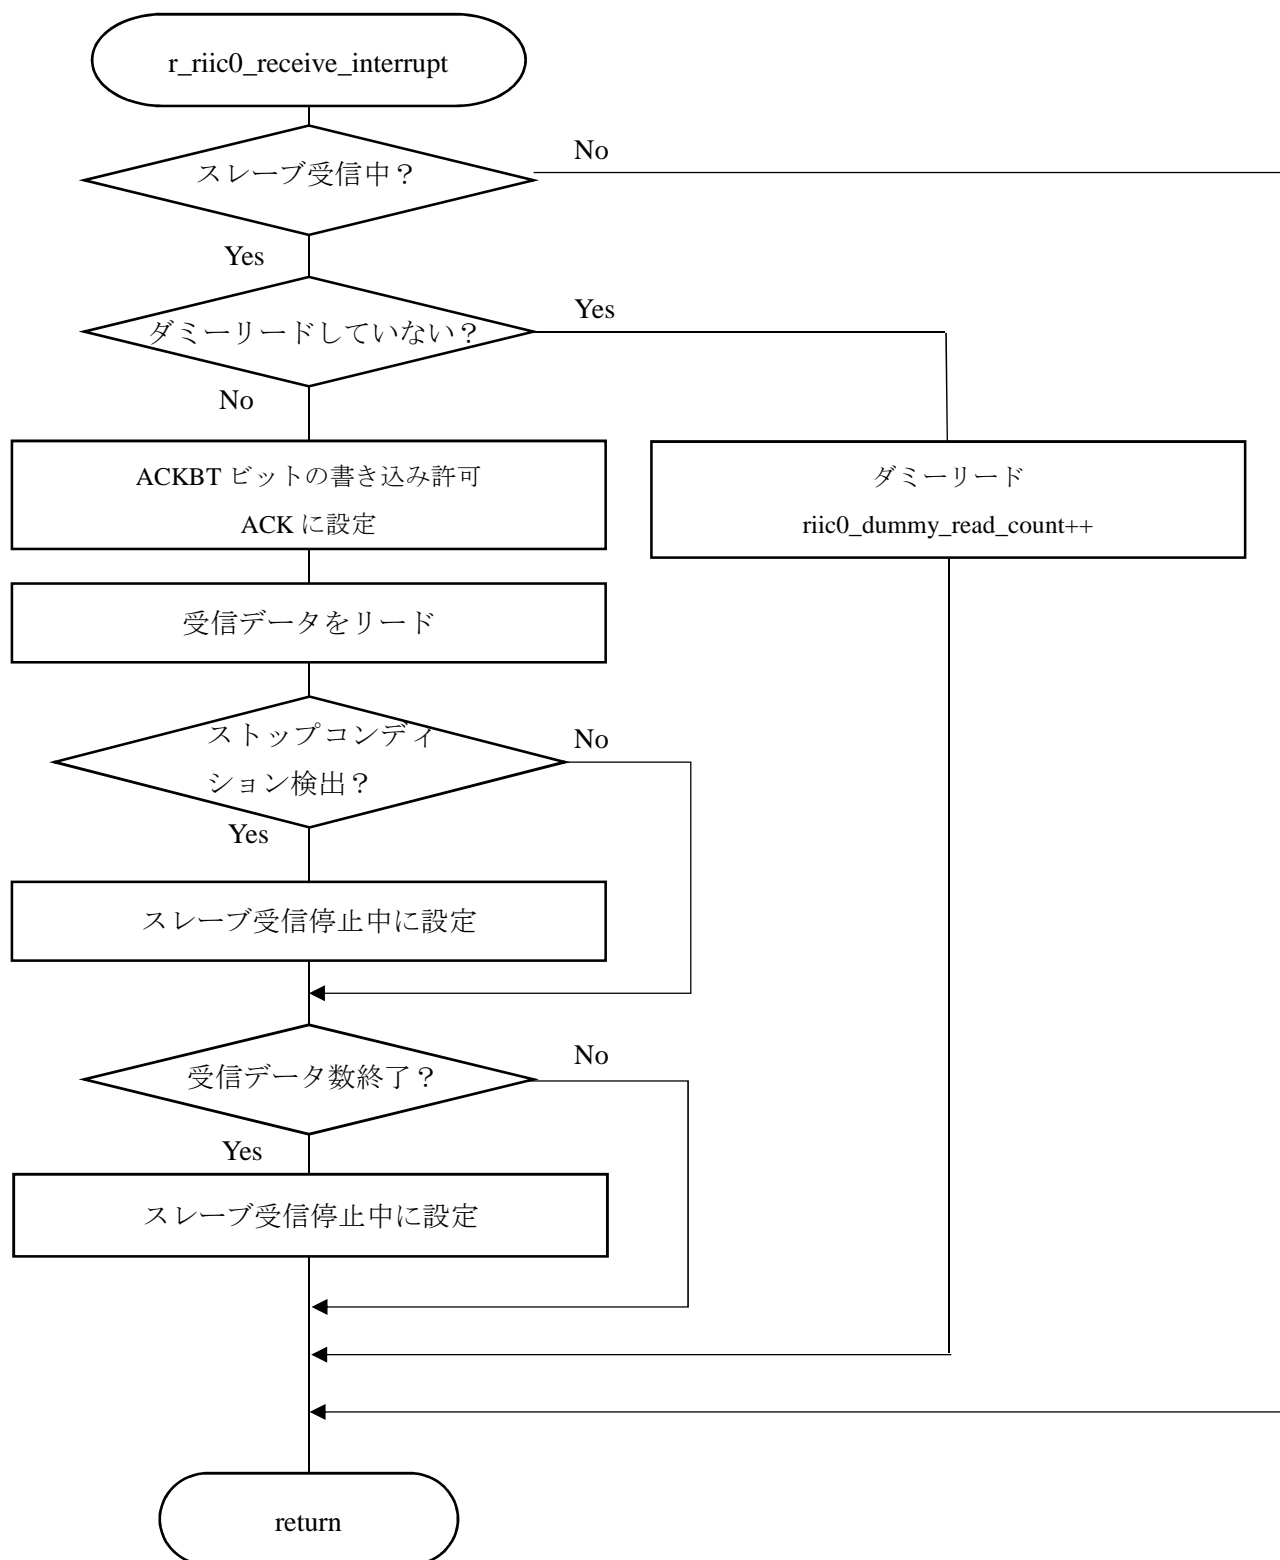 r_riic0_receive_interrupt
スレーブ受信中？
No
Yes
ダミーリードしていない？
Yes
No
ACKBT ビットの書き込み許可
ACK に設定
ダミーリード
riic0_dummy_read_count++
受信データをリード
ストップコンディ
ション検出？
No
Yes
スレーブ受信停止中に設定
受信データ数終了？
No
Yes
スレーブ受信停止中に設定
return